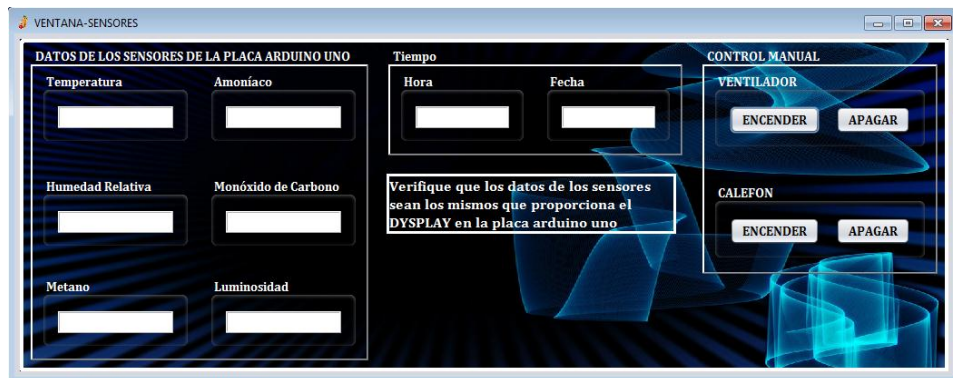 VENTANA-SENSORES
DATOS DE LOS SENSORES DE LA PLACA ARDUINO UNO
Temperatura
Amoníaco
Humedad Relativa
Monóxido de Carbono
Metano
Luminosidad
Tiempo
Hora
Fecha
Verifique que los datos de los sensores
sean los mismos que proporciona el
DYSPLAY en la placa arduino uno
CONTROL MANUAL
VENTILADOR
ENCENDER
APAGAR
CALEFON
ENCENDER
APAGAR